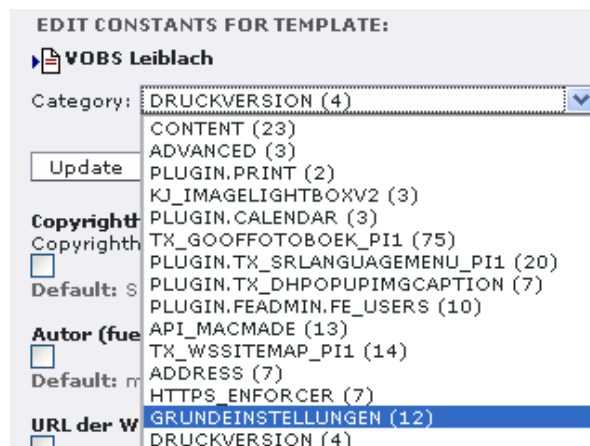 EDIT CONSTANTS FOR TEMPLATE:
VOBS Leiblach
Category: DRUCKVERSION (4)
CONTENT (23)
ADVANCED (3)
Update
PLUGIN.PRINT (2)
KJ_IMAGELIGHTBOXV2 (3)
PLUGIN.CALENDAR (3)
Copyrighth
TX_GOOFFOTOBOEK_PI1 (75)
Copyrighth
PLUGIN.TX_SRLANGUAGEMENU_PI1 (20)
PLUGIN.TX_DHPOPUPIMGCAPTION (7)
Default: S
PLUGIN.FEADMIN.FE_USERS (10)
API_MACMADE (13)
Autor (fue
TX_WSSITEMAP_PI1 (14)
ADDRESS (7)
Default: m
HTTPS_ENFORCER (7)
GRUNDEINSTELLUNGEN (12)
URL der W
DRUCKVERSION (4)